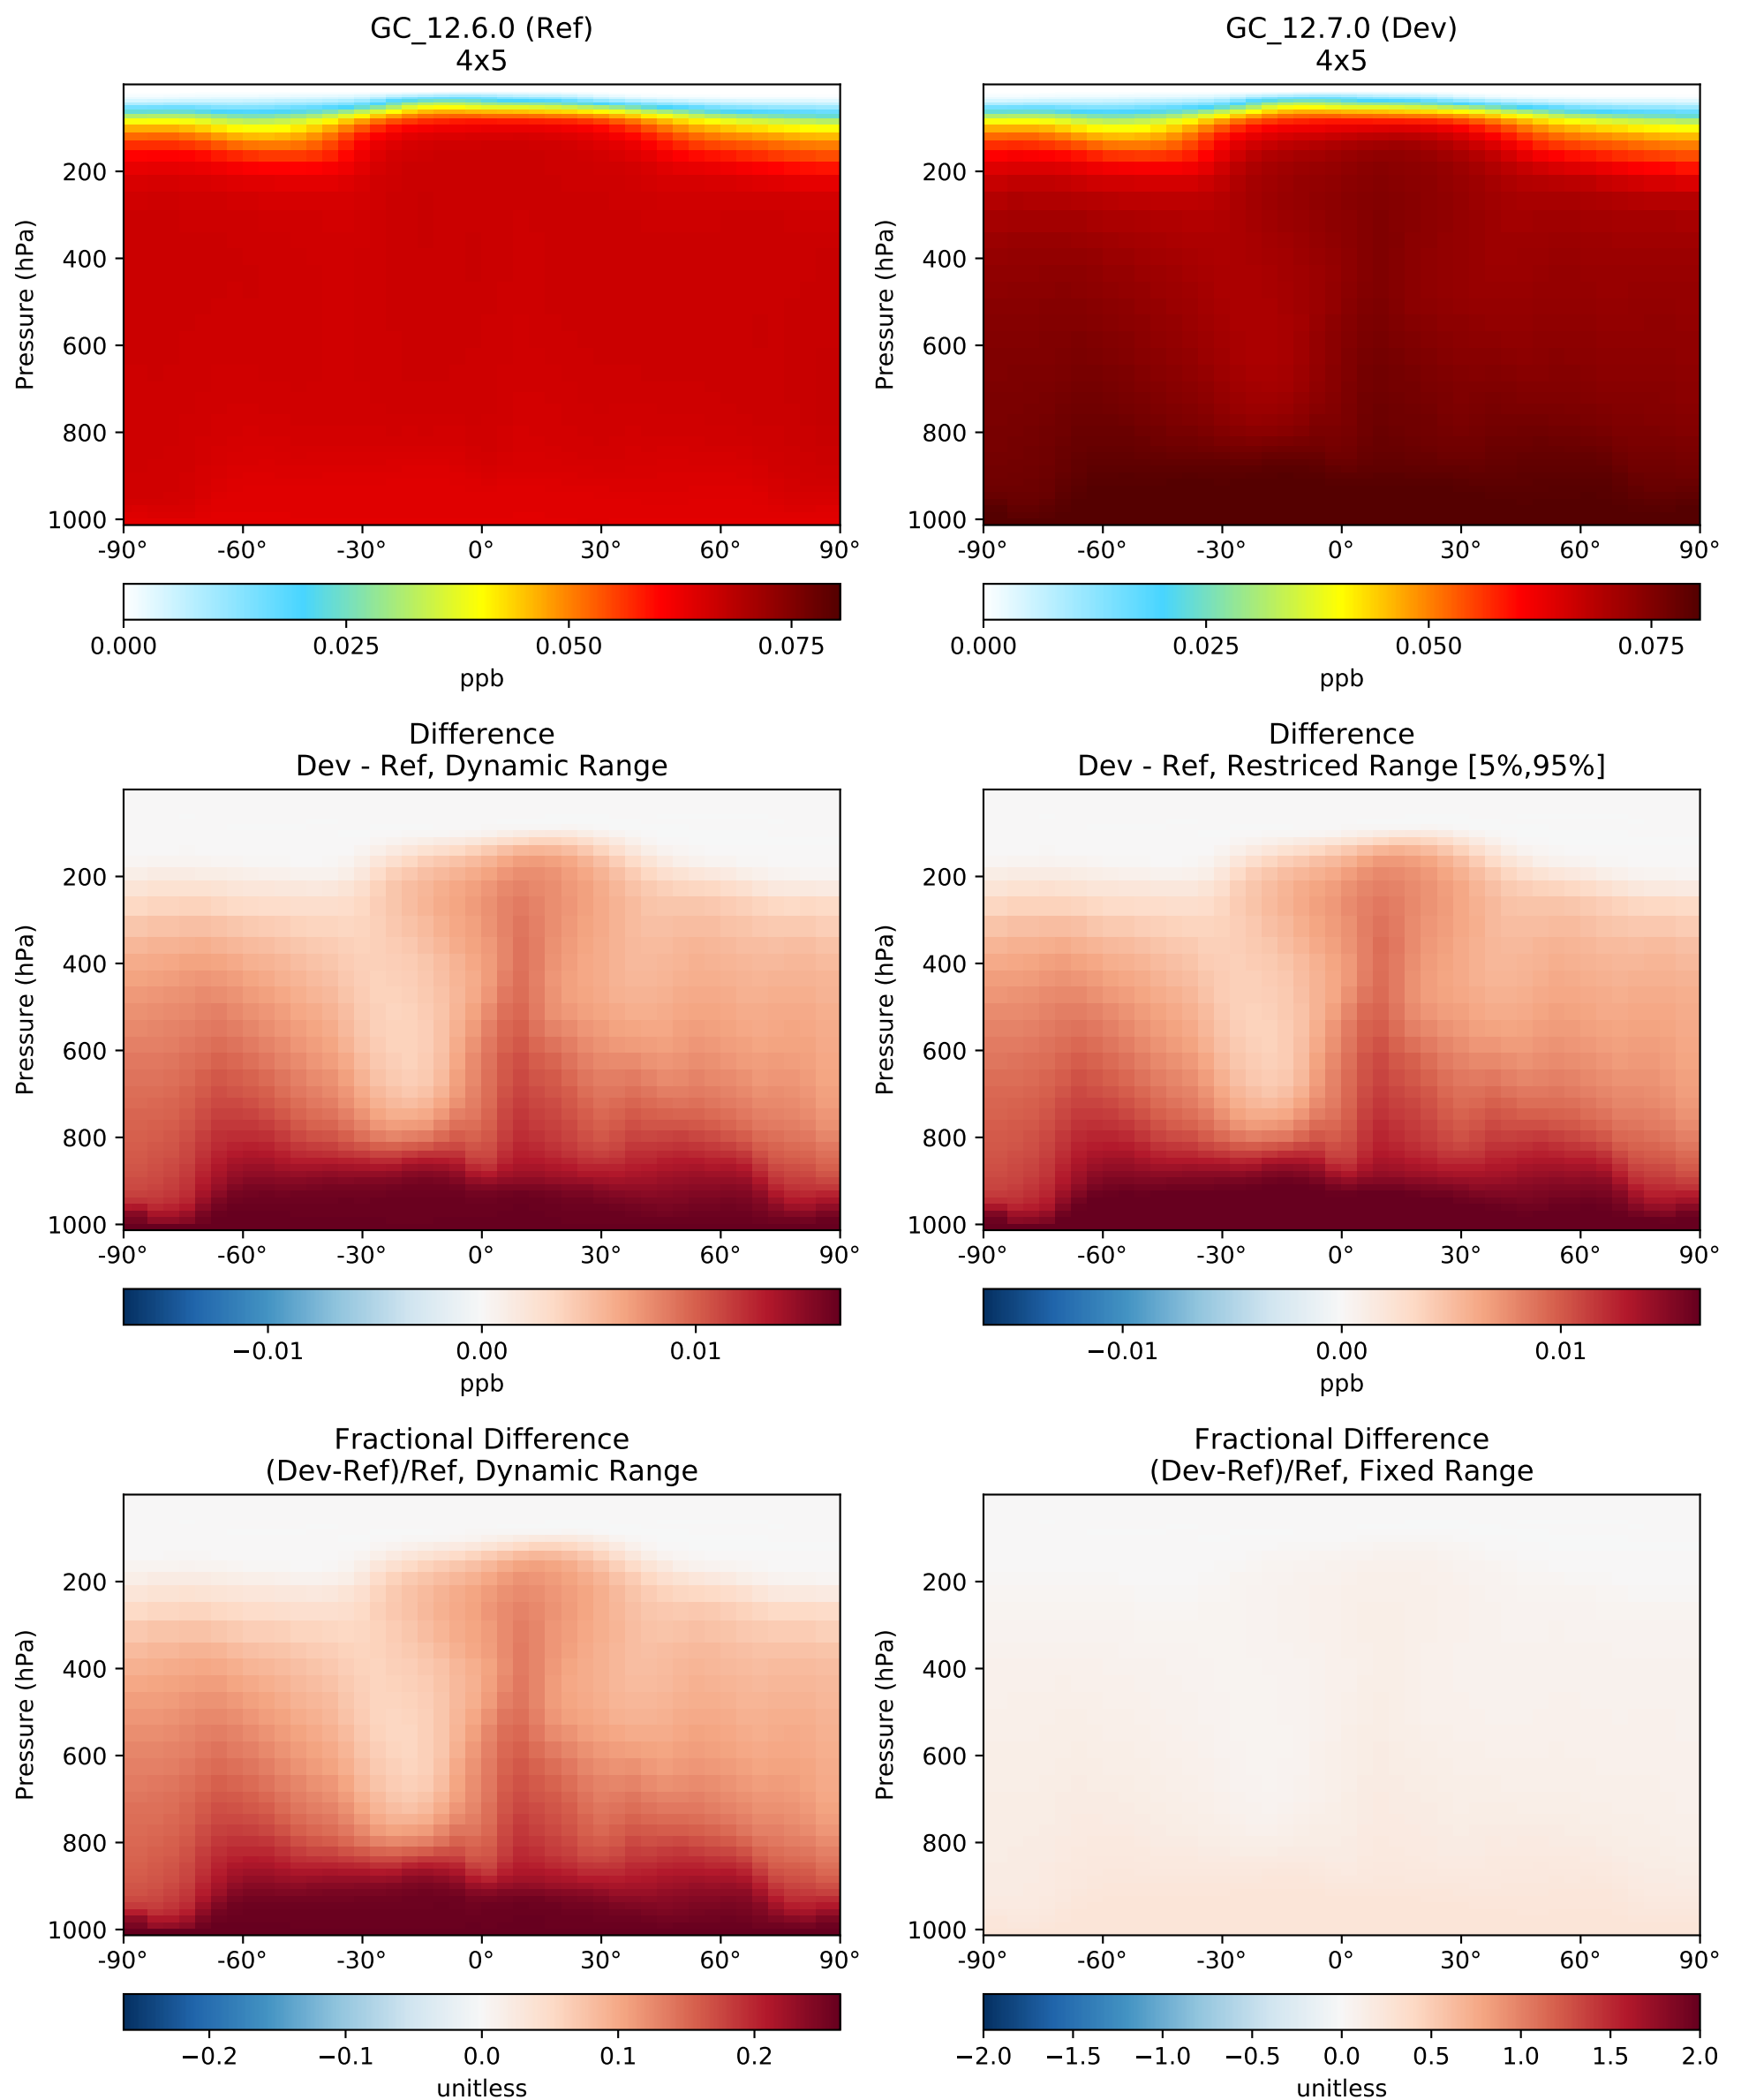 GC_12.6.0 (Ref)
4x5
GC_12.7.0 (Dev)
4x5
Pressure (hPa)
200
400
600
800
1000
-90° -60° -30° 0° 30° 60° 90°
0.000 0.025 0.050 0.075
ppb
Pressure (hPa)
200
400
600
800
1000
-90° -60° -30° 0° 30° 60° 90°
0.000 0.025 0.050 0.075
ppb
Difference
Dev - Ref, Dynamic Range
Difference
Dev - Ref, Restriced Range [5%,95%]
Pressure (hPa)
200
400
600
800
1000
-90° -60° -30° 0° 30° 60° 90°
−0.01 0.00 0.01
ppb
Pressure (hPa)
200
400
600
800
1000
-90° -60° -30° 0° 30° 60° 90°
−0.01 0.00 0.01
ppb
Fractional Difference
(Dev-Ref)/Ref, Dynamic Range
Fractional Difference
(Dev-Ref)/Ref, Fixed Range
Pressure (hPa)
200
400
600
800
1000
-90° -60° -30° 0° 30° 60° 90°
−0.2 −0.1 0.0 0.1 0.2
unitless
Pressure (hPa)
200
400
600
800
1000
-90° -60° -30° 0° 30° 60° 90°
−2.0 −1.5 −1.0 −0.5 0.0 0.5 1.0 1.5 2.0
unitless